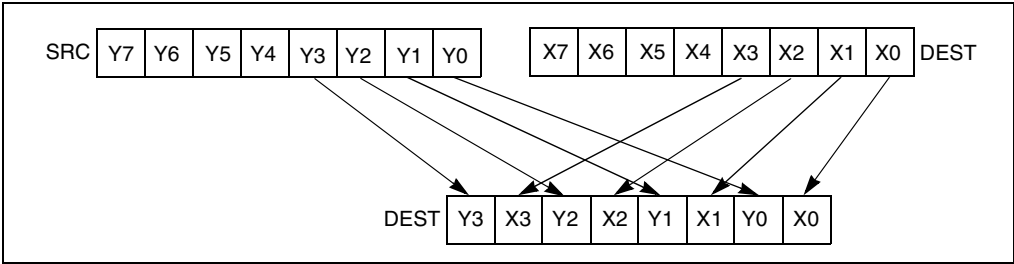 SRC Y7 Y6 Y5 Y4 Y3 Y2 Y1 Y0 X7 X6 X5 X4 X3 X2 X1 X0 DEST
DEST Y3 X3 Y2 X2 Y1 X1 Y0 X0